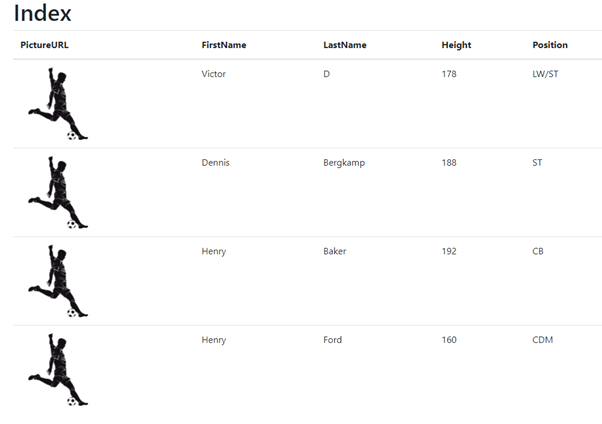 Index
PictureURL FirstName LastName Height Position
Victor D 178 LW/ST
Dennis Bergkamp 188 ST
Henry Baker 192 CB
Henry Ford 160 CDM